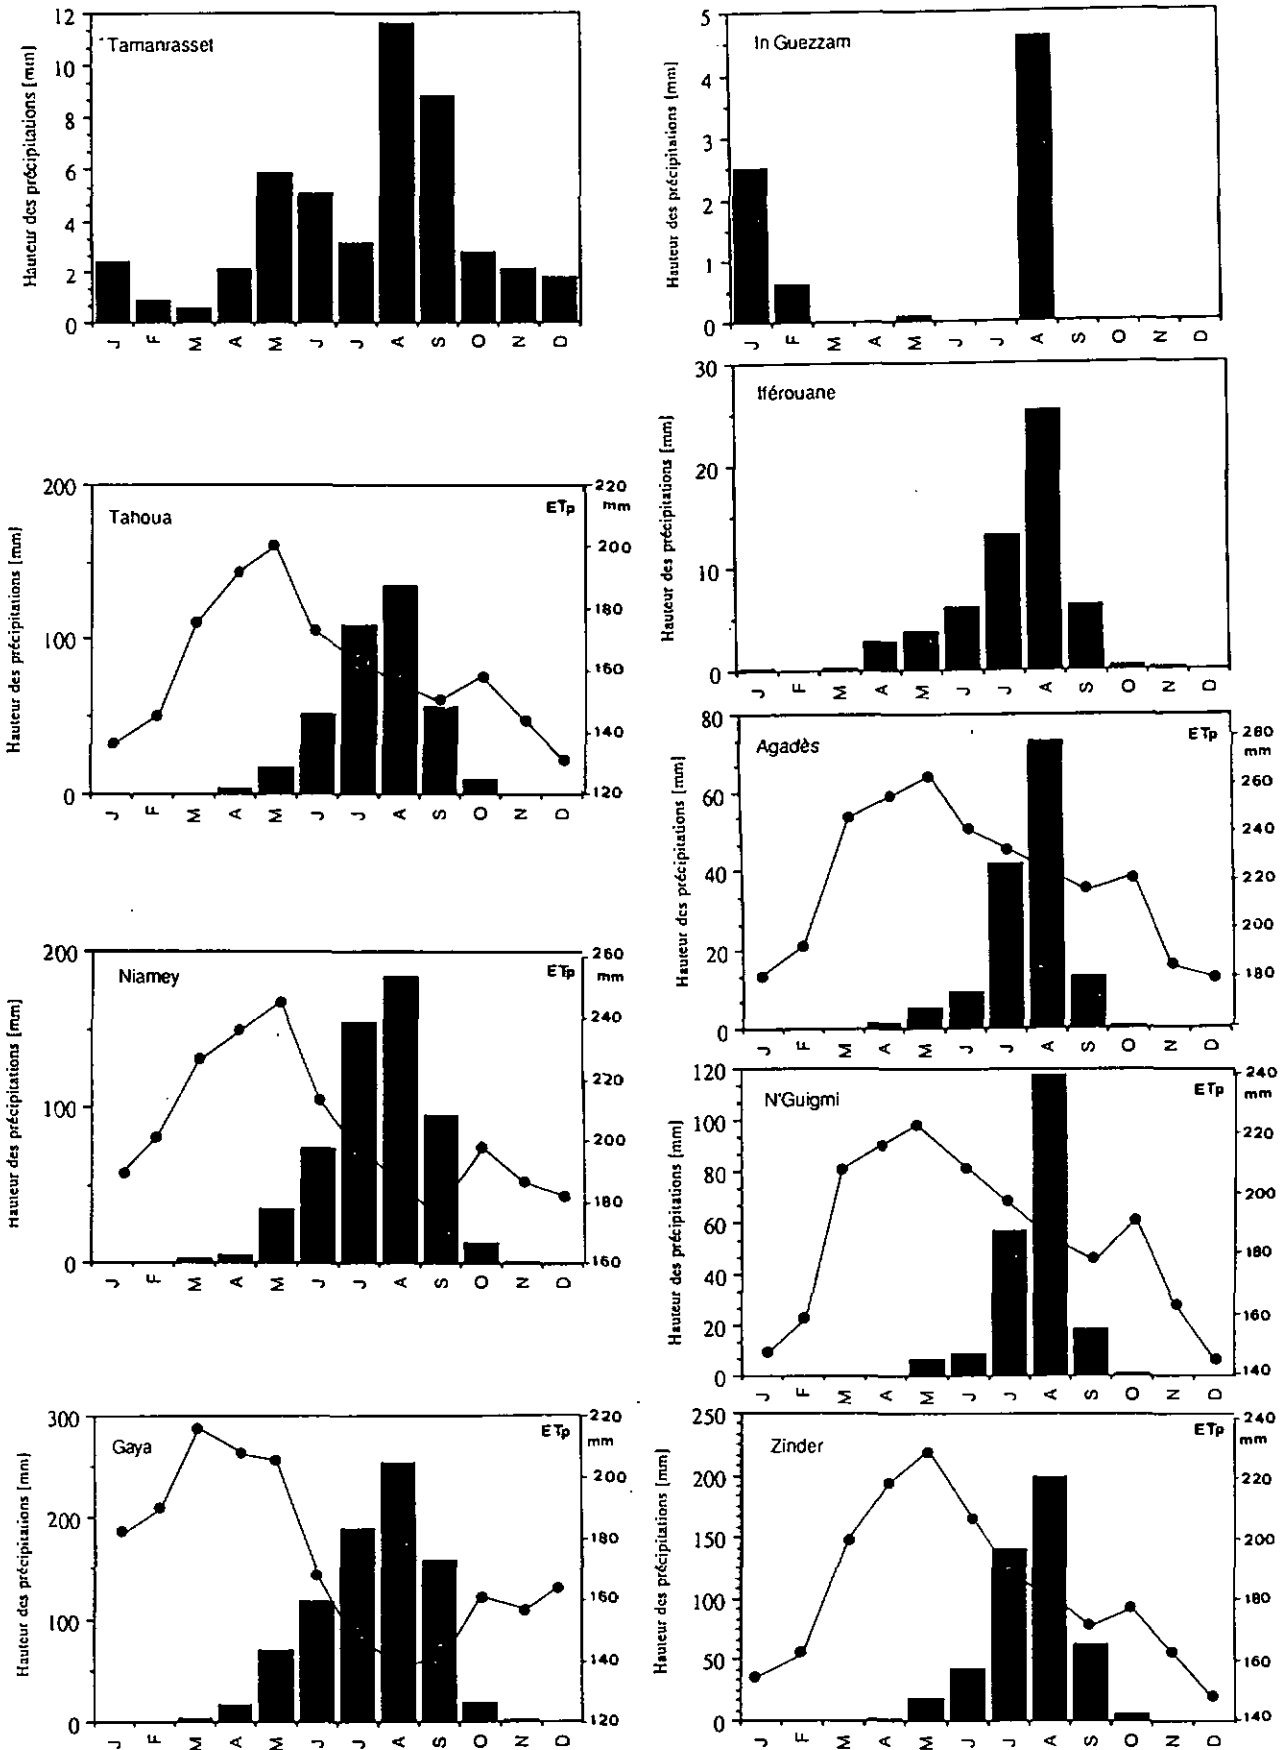 Tamanrasset
Hauteur des précipitations [mm]
12
10
8
6
4
2
0
J F M A M J J A S O N D
In Guezzam
Hauteur des précipitations [mm]
5
4
3
2
1
0
J F M A M J J A S O N D
Iférouane
Hauteur des précipitations [mm]
30
20
10
0
J F M A M J J A S O N D
Tahoua
ETp
mm
Hauteur des précipitations [mm]
200
100
0
220
200
180
160
140
120
J F M A M J J A S O N D
Agadès
ETp
mm
Hauteur des précipitations [mm]
80
60
40
20
0
280
260
240
220
200
180
J F M A M J J A S O N D
Niamey
ETp
mm
Hauteur des précipitations [mm]
200
100
0
260
240
220
200
180
160
J F M A M J J A S O N D
N'Guigmi
ETp
mm
Hauteur des précipitations [mm]
120
100
80
60
40
20
0
240
220
200
180
160
140
J F M A M J J A S O N D
Gaya
ETp
mm
Hauteur des précipitations [mm]
300
200
100
0
220
200
180
160
140
120
J F M A M J J A S O N D
Zinder
ETp
mm
Hauteur des précipitations [mm]
250
200
150
100
50
0
240
220
200
180
160
140
J F M A M J J A S O N D